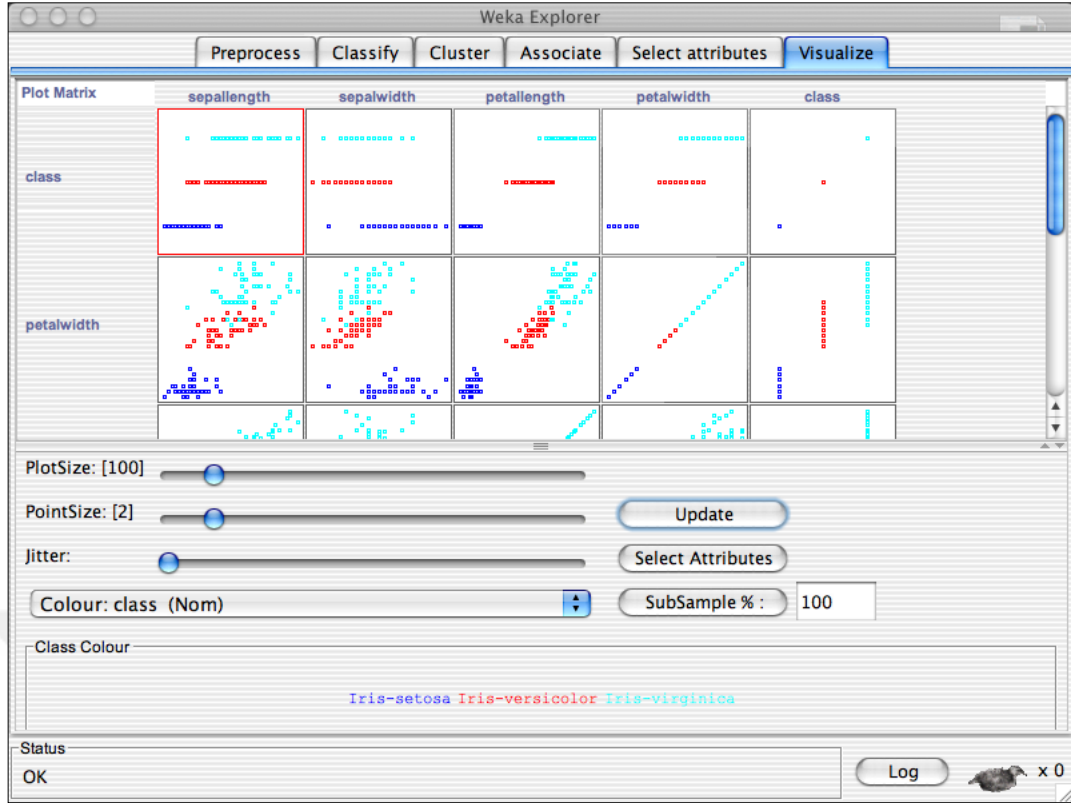 Weka Explorer
Preprocess Classify Cluster Associate Select attributes Visualize
Plot Matrix sepallength sepalwidth petallength petalwidth class
class
petalwidth
PlotSize: [100]
PointSize: [2] Update
Jitter: Select Attributes
Colour: class (Nom) SubSample % : 100
Class Colour
Iris-setosa Iris-versicolor Iris-virginica
Status
OK Log x 0